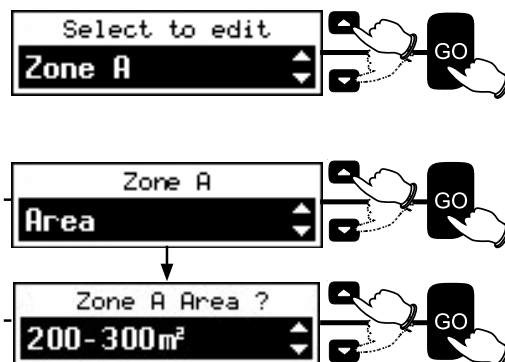 Select to edit
Zone A
GO
Zone A
Area
GO
Zone A Area ?
200-300m²
GO